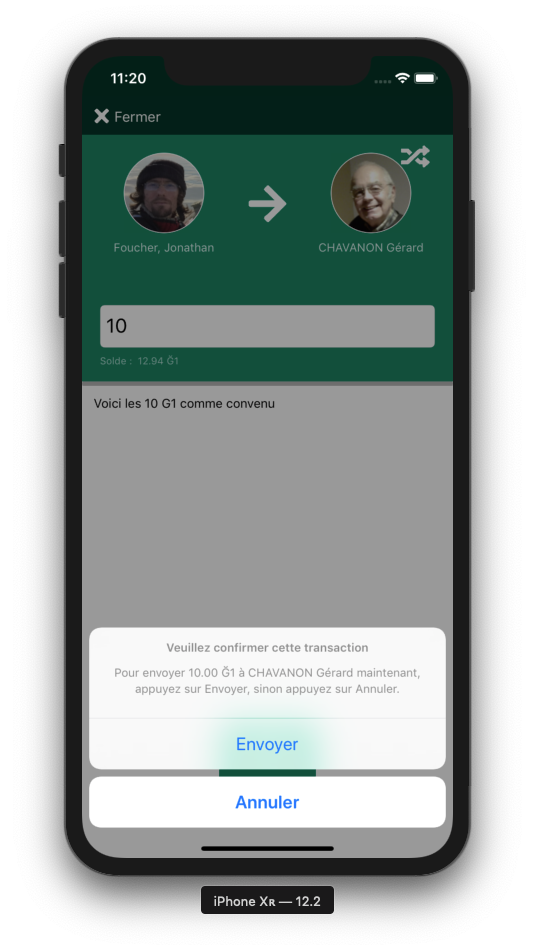 11:20
Fermer
Foucher, Jonathan
CHAVANON Gérard
10
Solde : 12.94 Ğ1
Voici les 10 G1 comme convenu
Veuillez confirmer cette transaction
Pour envoyer 10.00 Ğ1 à CHAVANON Gérard maintenant,
appuyez sur Envoyer, sinon appuyez sur Annuler.
Envoyer
Annuler
iPhone Xʀ — 12.2